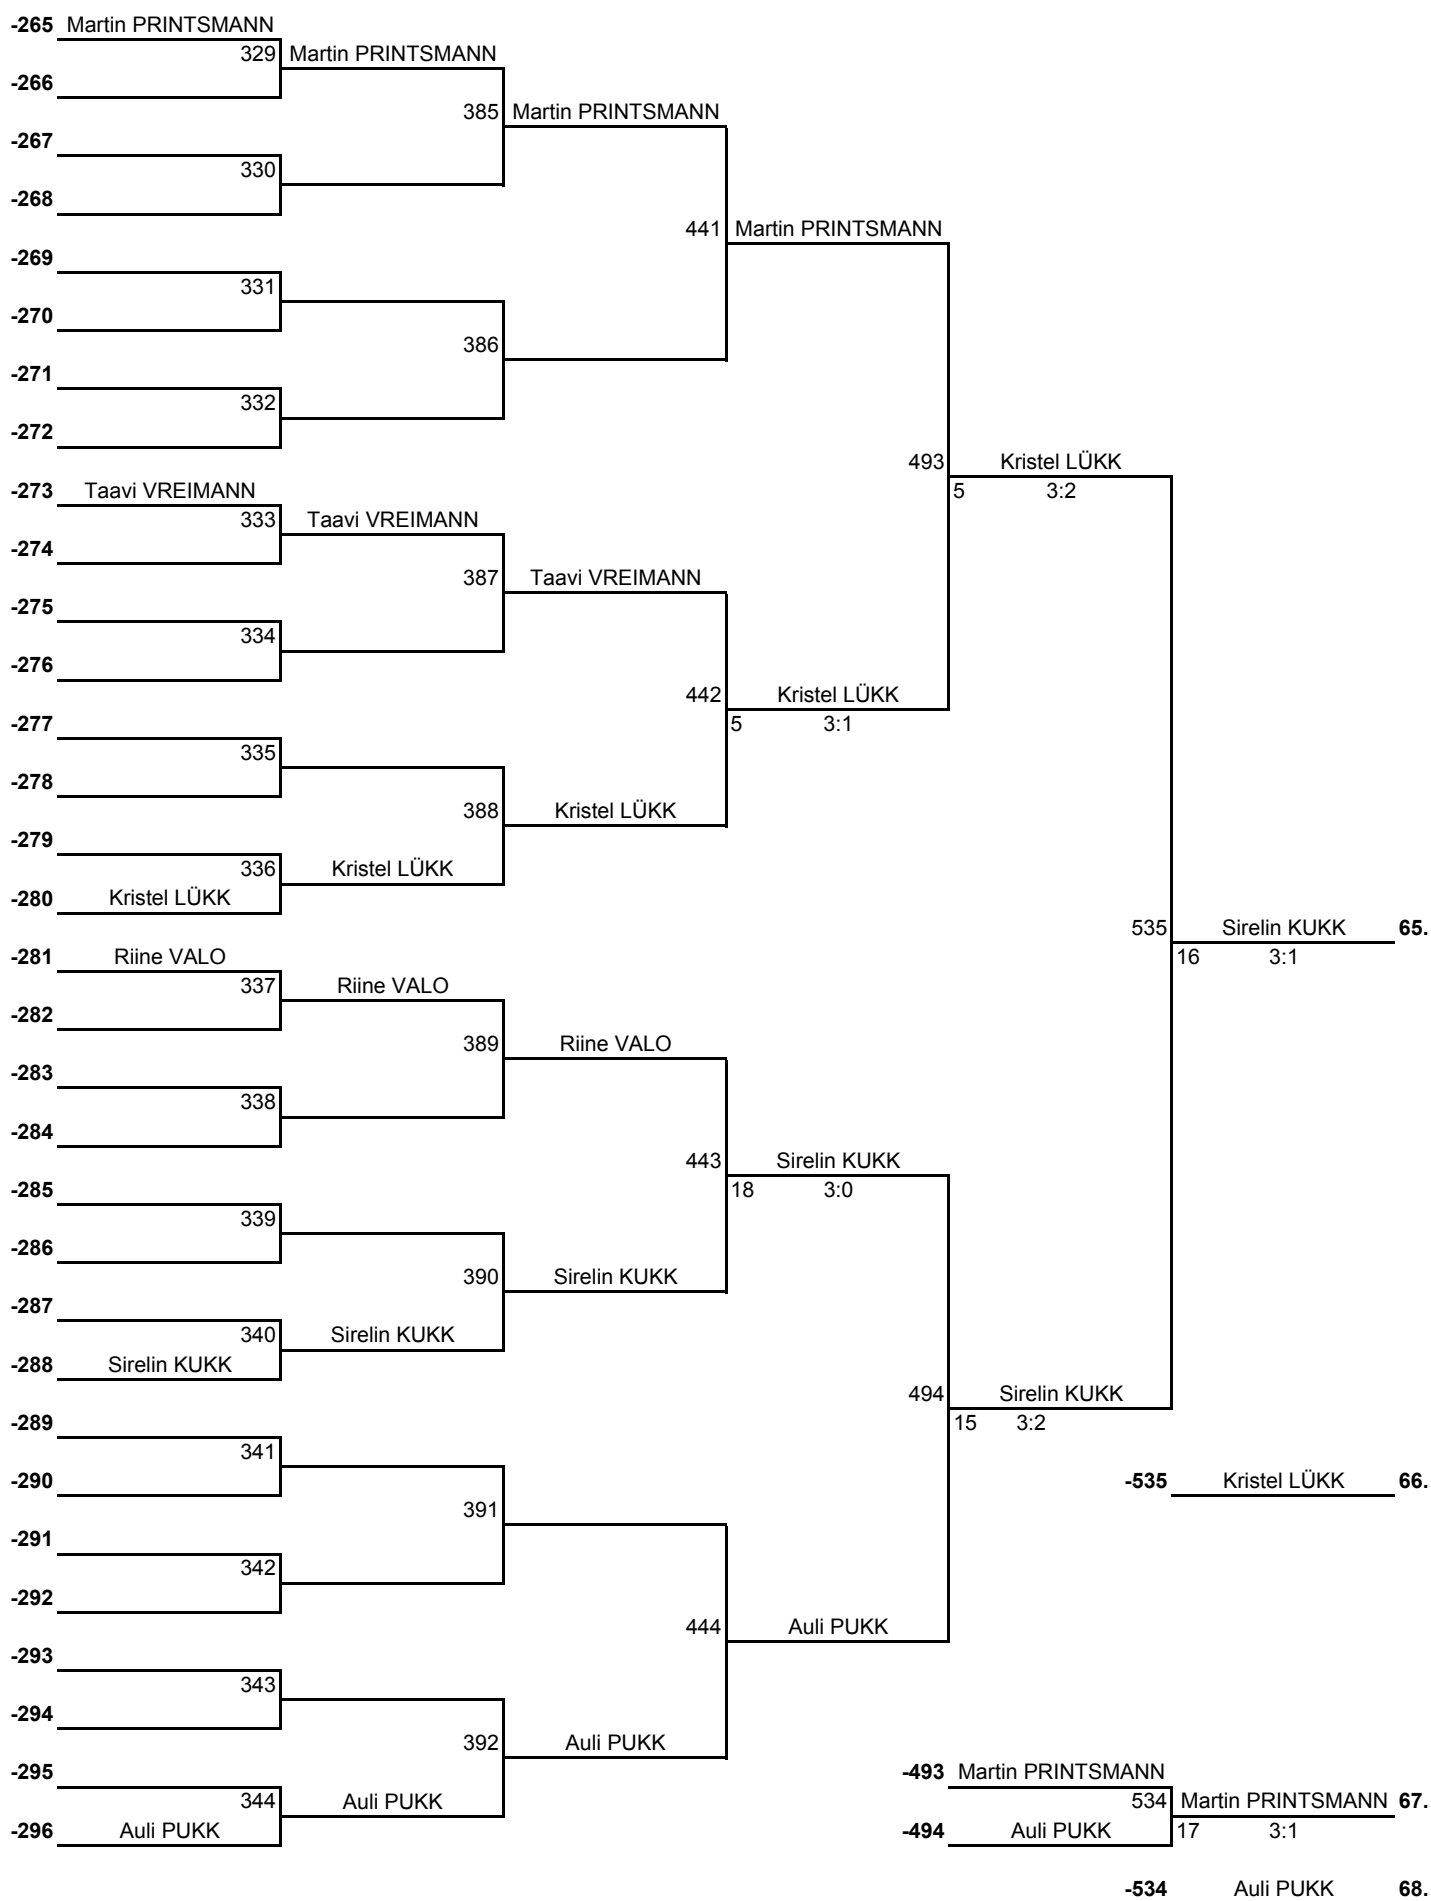 -265 Martin PRINTSMANN
329 Martin PRINTSMANN
-266
385 Martin PRINTSMANN
-267
330
-268
441 Martin PRINTSMANN
-269
331
-270
386
-271
332
-272
493 Kristel LÜKK
5 3:2
-273 Taavi VREIMANN
333 Taavi VREIMANN
-274
387 Taavi VREIMANN
-275
334
-276
442 Kristel LÜKK
5 3:1
-277
335
-278
388 Kristel LÜKK
-279
336 Kristel LÜKK
-280 Kristel LÜKK
535 Sirelin KUKK 65.
16 3:1
-281 Riine VALO
337 Riine VALO
-282
389 Riine VALO
-283
338
-284
443 Sirelin KUKK
18 3:0
-285
339
-286
390 Sirelin KUKK
-287
340 Sirelin KUKK
-288 Sirelin KUKK
494 Sirelin KUKK
15 3:2
-289
341
-290
-535 Kristel LÜKK 66.
391
-291
342
-292
444 Auli PUKK
-293
343
-294
392 Auli PUKK
-295
344 Auli PUKK
-296 Auli PUKK
-493 Martin PRINTSMANN
534 Martin PRINTSMANN 67.
-494 Auli PUKK
17 3:1
-534 Auli PUKK 68.